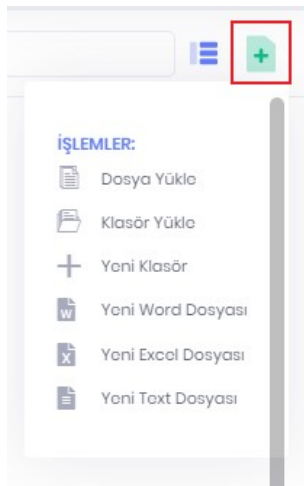 İŞLEMLER:
Dosya Yükle
Klasör Yükle
Yeni Klasör
Yeni Word Dosyası
Yeni Excel Dosyası
Yeni Text Dosyası